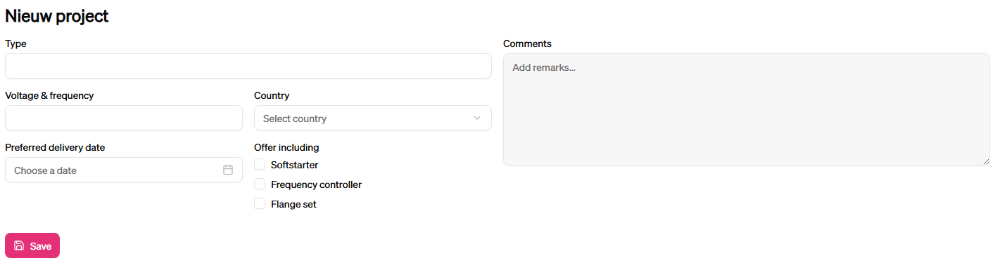 Nieuw project
Type
Voltage & frequency
Country
Select country
Preferred delivery date
Choose a date
Offer including
Softstarter
Frequency controller
Flange set
Comments
Add remarks...
Save